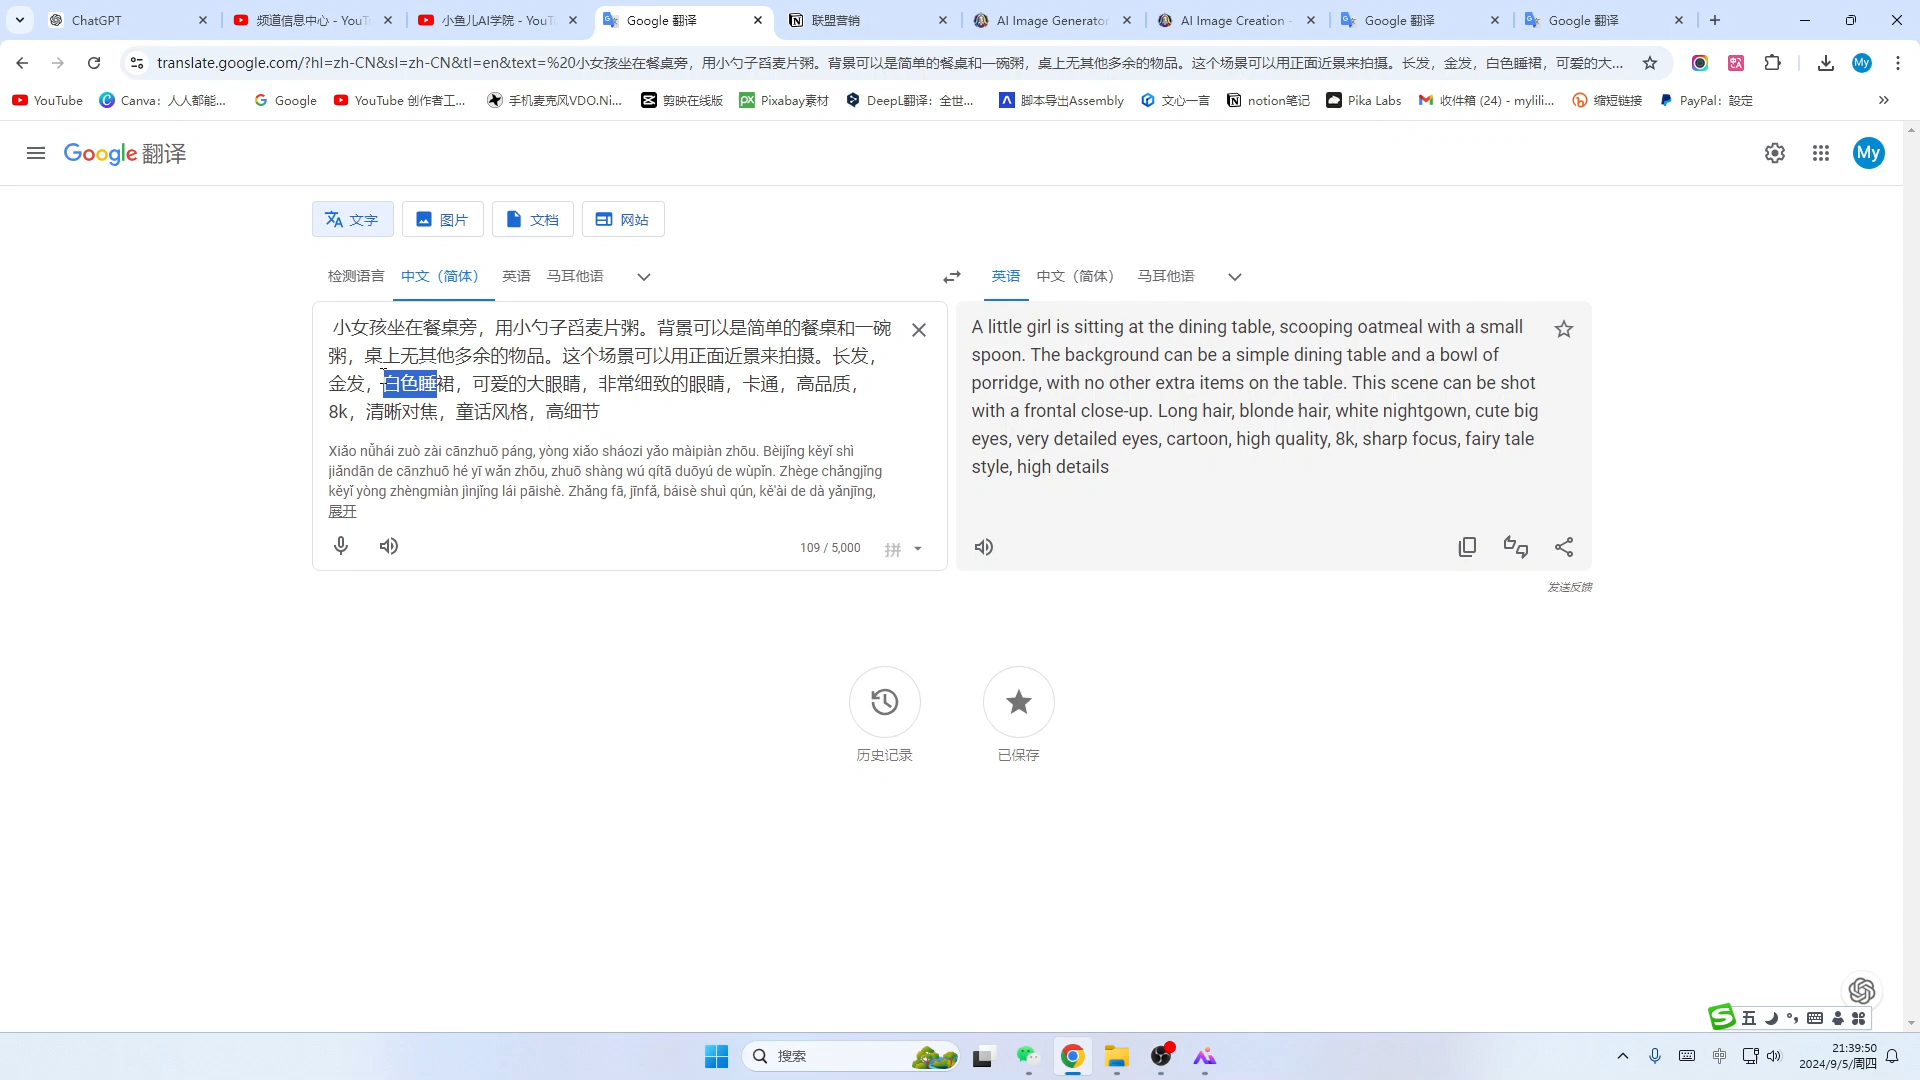 ChatGPT
频道信息中心 - YouT
小鱼儿AI学院 - YouT
Google 翻译
联盟营销
AI Image Generator
AI Image Creation -
Google 翻译
Google 翻译
translate.google.com/?hl=zh-CN&sl=zh-CN&tl=en&text=%20小女孩坐在餐桌旁，用小勺子舀麦片粥。背景可以是简单的餐桌和一碗粥，桌上无其他多余的物品。这个场景可以用正面近景来拍摄。长发，金发，白色睡裙，可爱的大...
My
YouTube
Canva：人人都能...
Google
YouTube 创作者工...
手机麦克风VDO.Ni...
剪映在线版
Pixabay素材
DeepL翻译：全世...
脚本导出Assembly
文心一言
notion笔记
Pika Labs
收件箱 (24) - mylili...
缩短链接
PayPal：設定
Google 翻译
My
文字
图片
文档
网站
检测语言
中文（简体）
英语
马耳他语
英语
中文（简体）
马耳他语
小女孩坐在餐桌旁，用小勺子舀麦片粥。背景可以是简单的餐桌和一碗
粥，桌上无其他多余的物品。这个场景可以用正面近景来拍摄。长发，
金发，白色睡裙，可爱的大眼睛，非常细致的眼睛，卡通，高品质，
8k，清晰对焦，童话风格，高细节
Xiǎo nǚhái zuò zài cānzhuō páng, yòng xiǎo sháozi yǎo màipiàn zhōu. Bèijǐng kěyǐ shì
jiǎndān de cānzhuō hé yī wǎn zhōu, zhuō shàng wú qítā duōyú de wùpǐn. Zhège chǎngjǐng
kěyǐ yòng zhèngmiàn jìnjǐng lái pāishè. Zhǎng fā, jīnfǎ, báisè shuì qún, kě'ài de dà yǎnjīng,
展开
109 / 5,000
拼
A little girl is sitting at the dining table, scooping oatmeal with a small
spoon. The background can be a simple dining table and a bowl of
porridge, with no other extra items on the table. This scene can be shot
with a frontal close-up. Long hair, blonde hair, white nightgown, cute big
eyes, very detailed eyes, cartoon, high quality, 8k, sharp focus, fairy tale
style, high details
发送反馈
历史记录
已保存
五
搜索
中
21:39:50
2024/9/5/周四